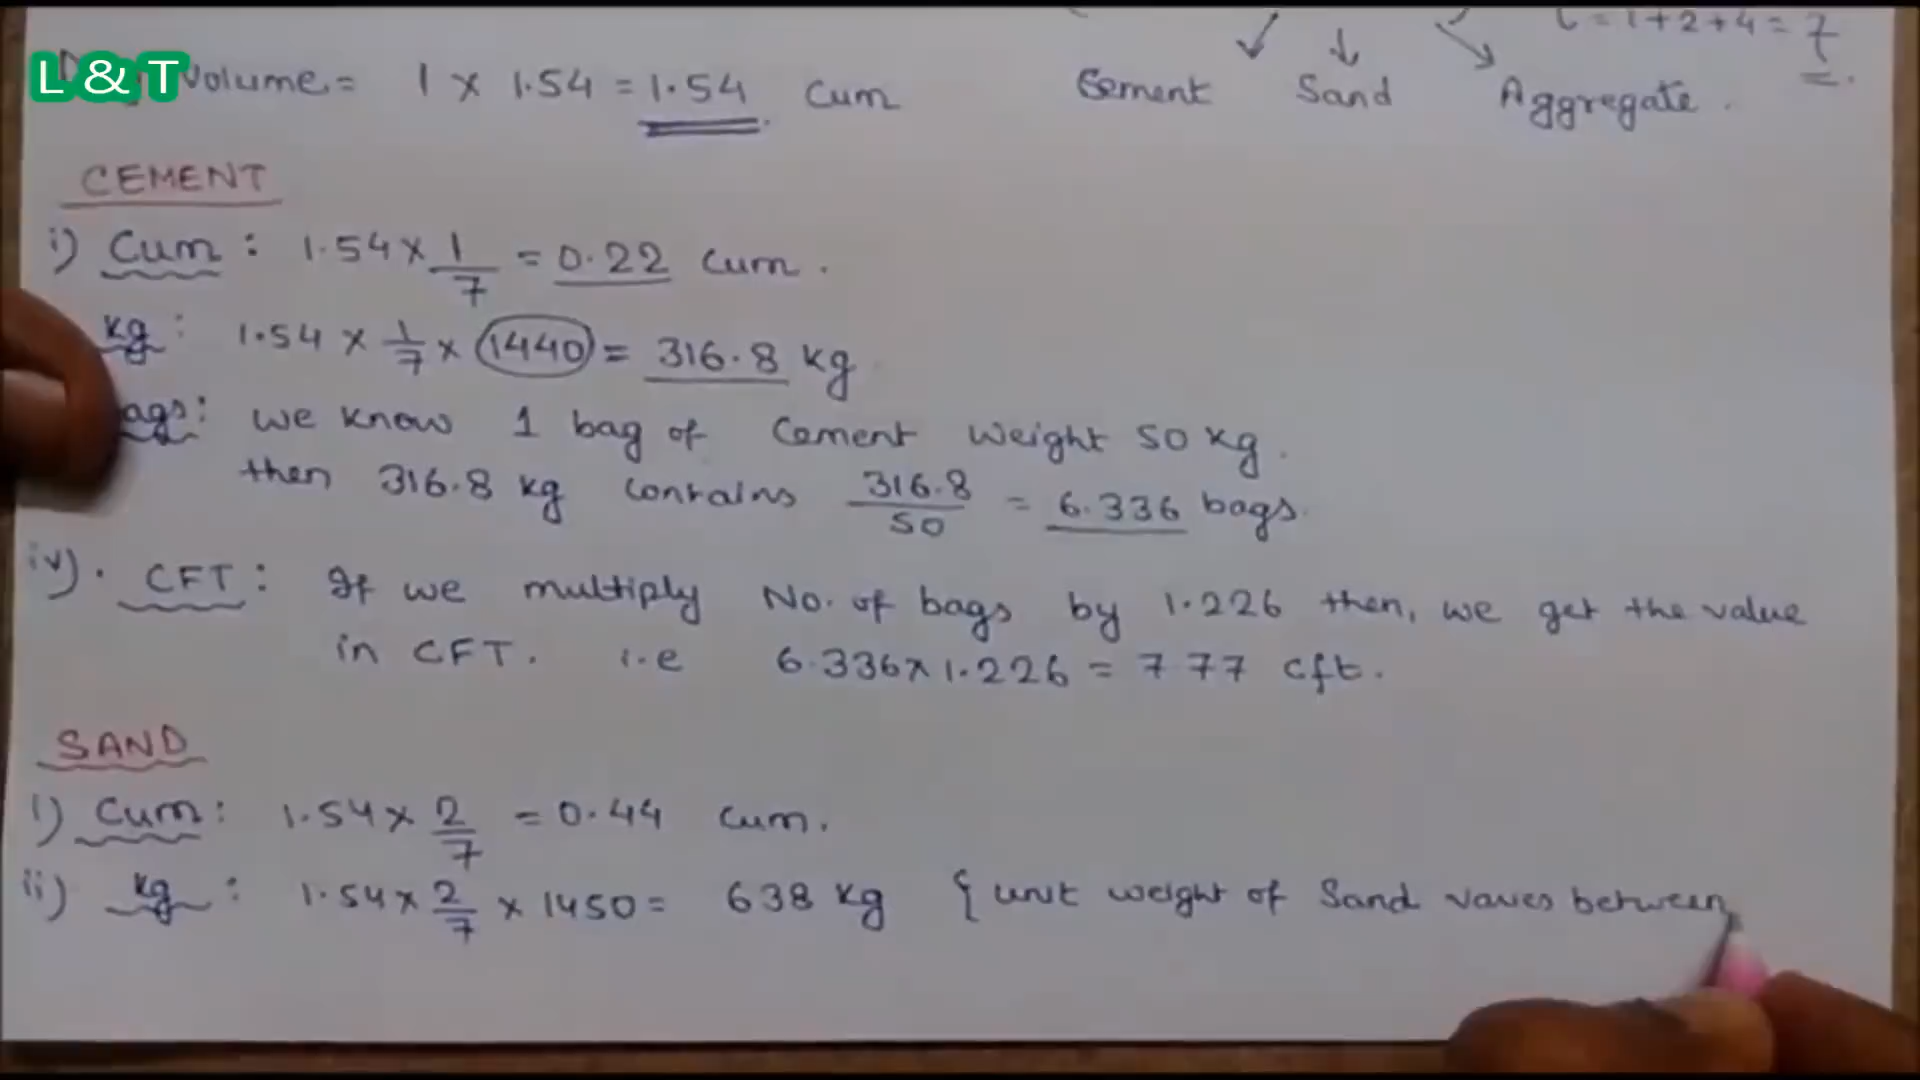 L = 1+2+4 = 7
L & T
Volume = 1 x 1.54 = 1.54 Cum
Cement Sand Aggregate .
CEMENT
i) Cum : 1.54 x 1/7 = 0.22 Cum .
kg : 1.54 x 1/7 x 1440 = 316.8 kg
ags : we know 1 bag of Cement weight 50 kg .
then 316.8 kg contains 316.8/50 = 6.336 bags.
iv) . CFT : If we multiply No. of bags by 1.226 then, we get the value
in CFT . i.e 6.336 x 1.226 = 7 77 cft .
SAND
i) Cum : 1.54 x 2/7 = 0.44 Cum .
ii) kg : 1.54 x 2/7 x 1450 = 638 kg { unit weight of Sand varies between